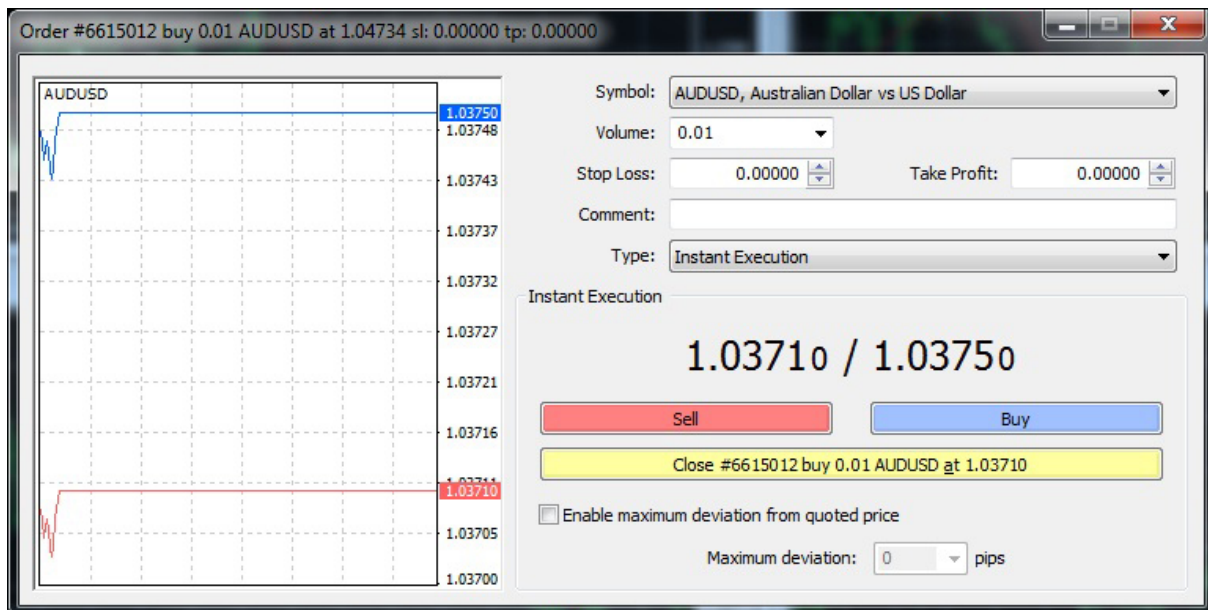 Order #6615012 buy 0.01 AUDUSD at 1.04734 sl: 0.00000 tp: 0.00000
AUDUSD
1.03750
1.03748
1.03743
1.03737
1.03732
1.03727
1.03721
1.03716
1.03711
1.03710
1.03705
1.03700
Symbol: AUDUSD, Australian Dollar vs US Dollar
Volume: 0.01
Stop Loss: 0.00000 Take Profit: 0.00000
Comment:
Type: Instant Execution
Instant Execution
1.03710 / 1.03750
Sell Buy
Close #6615012 buy 0.01 AUDUSD at 1.03710
Enable maximum deviation from quoted price
Maximum deviation: 0 pips